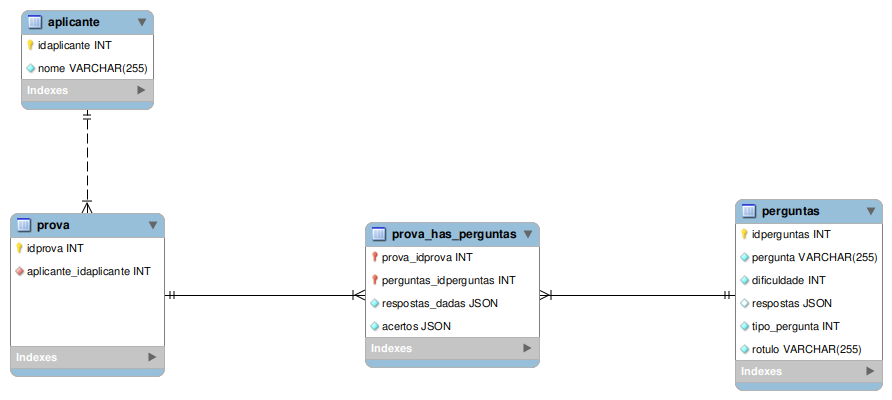 aplicante
idaplicante INT
nome VARCHAR(255)
Indexes
prova
idprova INT
aplicante_idaplicante INT
Indexes
prova_has_perguntas
prova_idprova INT
perguntas_idperguntas INT
respostas_dadas JSON
acertos JSON
Indexes
perguntas
idperguntas INT
pergunta VARCHAR(255)
dificuldade INT
respostas JSON
tipo_pergunta INT
rotulo VARCHAR(255)
Indexes